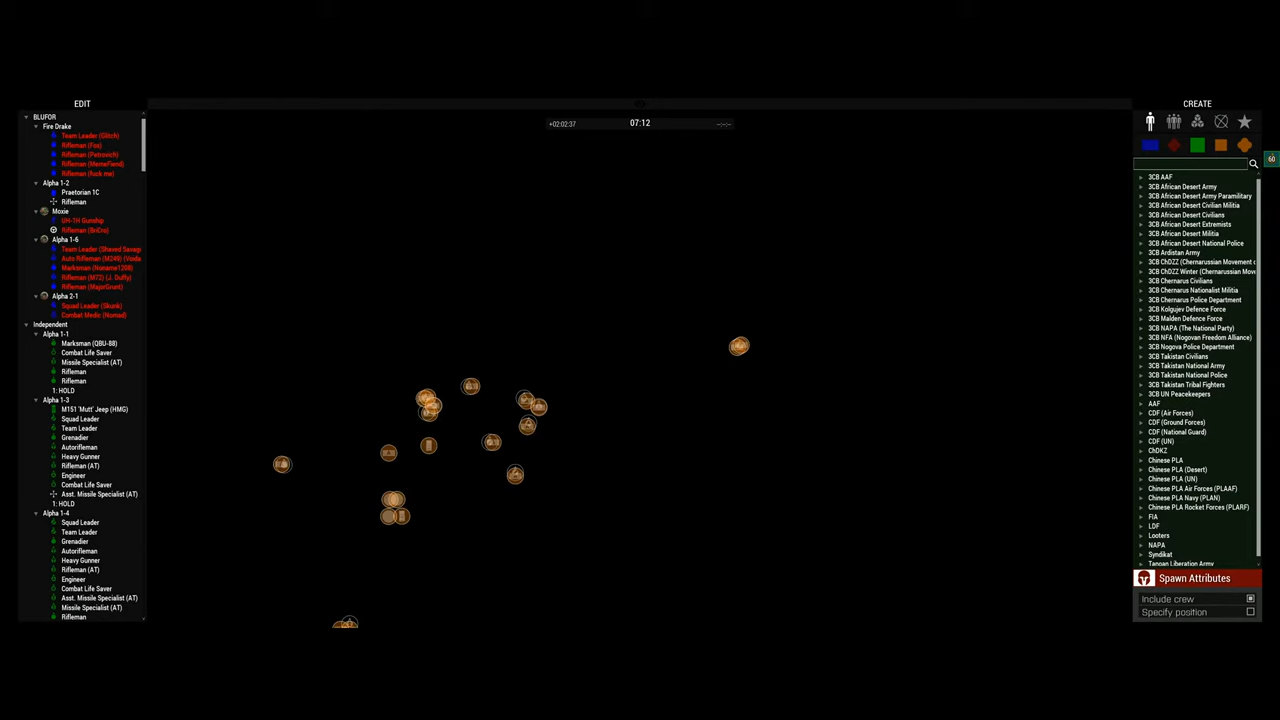 EDIT
BLUFOR
Fire Drake
Team Leader (Glitch)
Rifleman (Fox)
Rifleman (Petrovich)
Rifleman (MemeFiend)
Rifleman (fuck me)
Alpha 1-2
Praetorian 1C
Rifleman
Moxie
UH-1H Gunship
Rifleman (BriCro)
Alpha 1-6
Team Leader (Shaved Savag
Auto Rifleman (M249) (Voida
Marksman (Noname1208)
Rifleman (M72) (J. Duffy)
Rifleman (MajorGrunt)
Alpha 2-1
Squad Leader (Skunk)
Combat Medic (Nomad)
Independent
Alpha 1-1
Marksman (QBU-88)
Combat Life Saver
Missile Specialist (AT)
Rifleman
Rifleman
1: HOLD
Alpha 1-3
M151 'Mutt' Jeep (HMG)
Squad Leader
Team Leader
Grenadier
Autorifleman
Heavy Gunner
Rifleman (AT)
Engineer
Combat Life Saver
Asst. Missile Specialist (AT)
1: HOLD
Alpha 1-4
Squad Leader
Team Leader
Grenadier
Autorifleman
Heavy Gunner
Rifleman (AT)
Engineer
Combat Life Saver
Asst. Missile Specialist (AT)
Missile Specialist (AT)
Rifleman
+02:02:37
07:12
--:--:--
CREATE
60
3CB AAF
3CB African Desert Army
3CB African Desert Army Paramilitary
3CB African Desert Civilian Militia
3CB African Desert Civilians
3CB African Desert Extremists
3CB African Desert Militia
3CB African Desert National Police
3CB Ardistan Army
3CB ChDZZ (Chernarussian Movement o
3CB ChDZZ Winter (Chernarussian Move
3CB Chernarus Civilians
3CB Chernarus Nationalist Militia
3CB Chernarus Police Department
3CB Kolgujev Defence Force
3CB Malden Defence Force
3CB NAPA (The National Party)
3CB NFA (Nogovan Freedom Alliance)
3CB Nogova Police Department
3CB Takistan Civilians
3CB Takistan National Army
3CB Takistan National Police
3CB Takistan Tribal Fighters
3CB UN Peacekeepers
AAF
CDF (Air Forces)
CDF (Ground Forces)
CDF (National Guard)
CDF (UN)
ChDKZ
Chinese PLA
Chinese PLA (Desert)
Chinese PLA (UN)
Chinese PLA Air Forces (PLAAF)
Chinese PLA Navy (PLAN)
Chinese PLA Rocket Forces (PLARF)
FIA
LDF
Looters
NAPA
Syndikat
Tanoan Liberation Army
Spawn Attributes
Include crew
Specify position